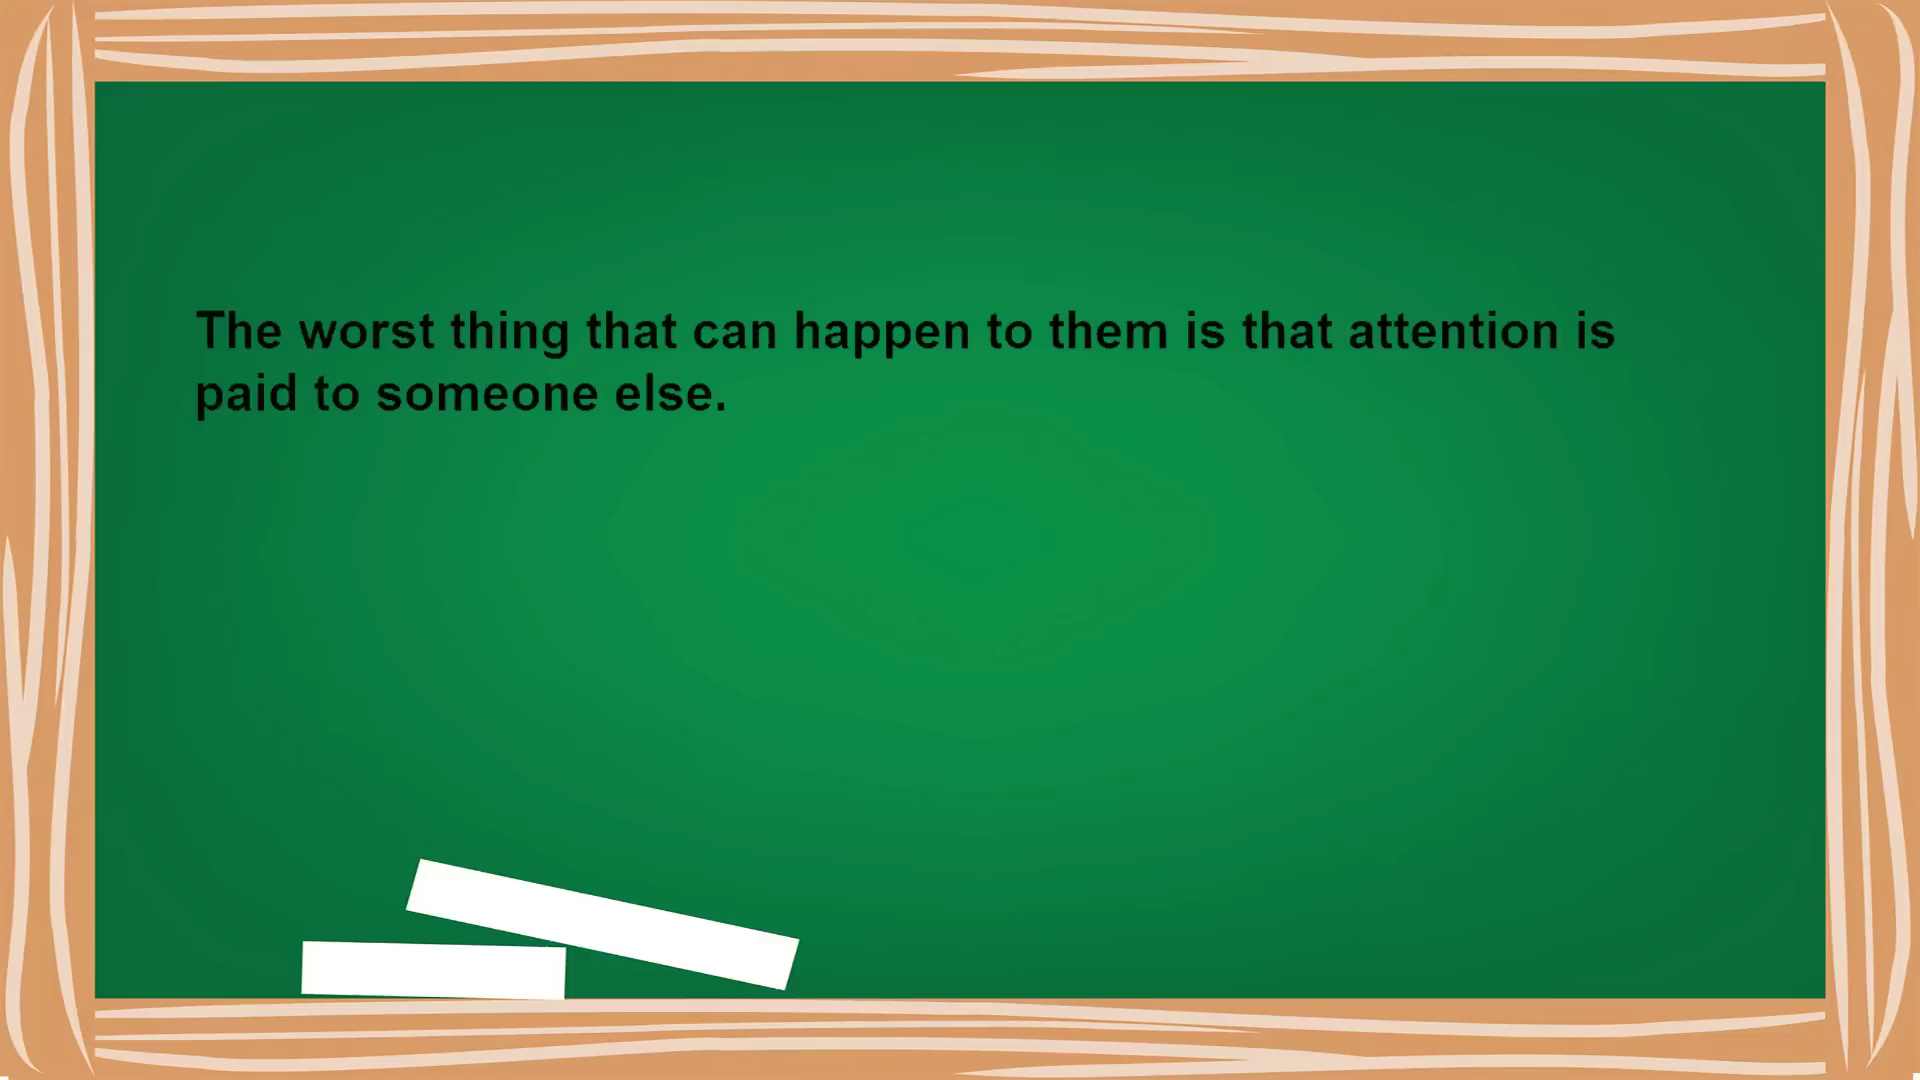 The worst thing that can happen to them is that attention is
paid to someone else.